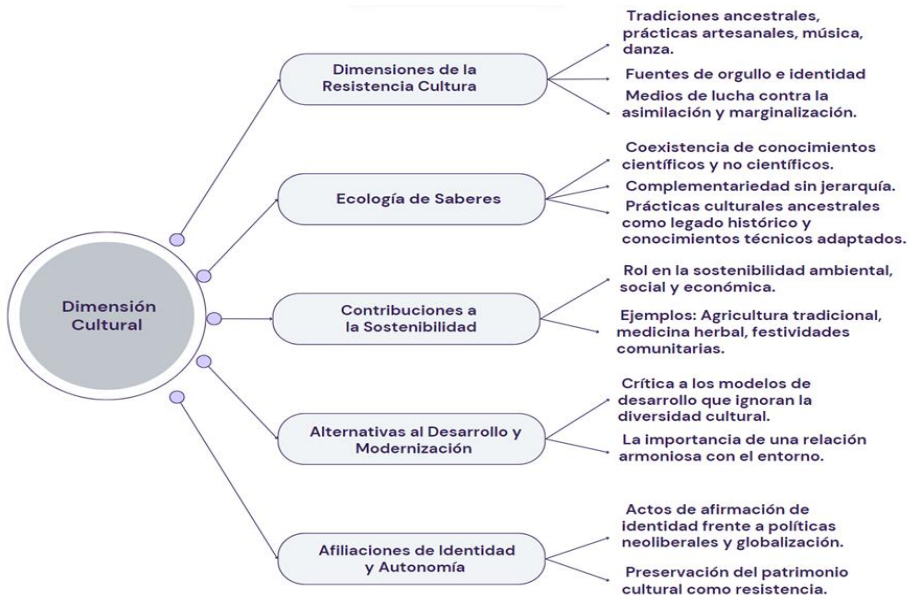 Dimensión
Cultural
Dimensiones de la
Resistencia Cultura
Tradiciones ancestrales,
prácticas artesanales, música,
danza.
Fuentes de orgullo e identidad
Medios de lucha contra la
asimilación y marginalización.
Ecología de Saberes
Coexistencia de conocimientos
científicos y no científicos.
Complementariedad sin jerarquía.
Prácticas culturales ancestrales
como legado histórico y
conocimientos técnicos adaptados.
Contribuciones a
la Sostenibilidad
Rol en la sostenibilidad ambiental,
social y económica.
Ejemplos: Agricultura tradicional,
medicina herbal, festividades
comunitarias.
Alternativas al Desarrollo y
Modernización
Crítica a los modelos de
desarrollo que ignoran la
diversidad cultural.
La importancia de una relación
armoniosa con el entorno.
Afiliaciones de Identidad
y Autonomía
Actos de afirmación de
identidad frente a políticas
neoliberales y globalización.
Preservación del patrimonio
cultural como resistencia.